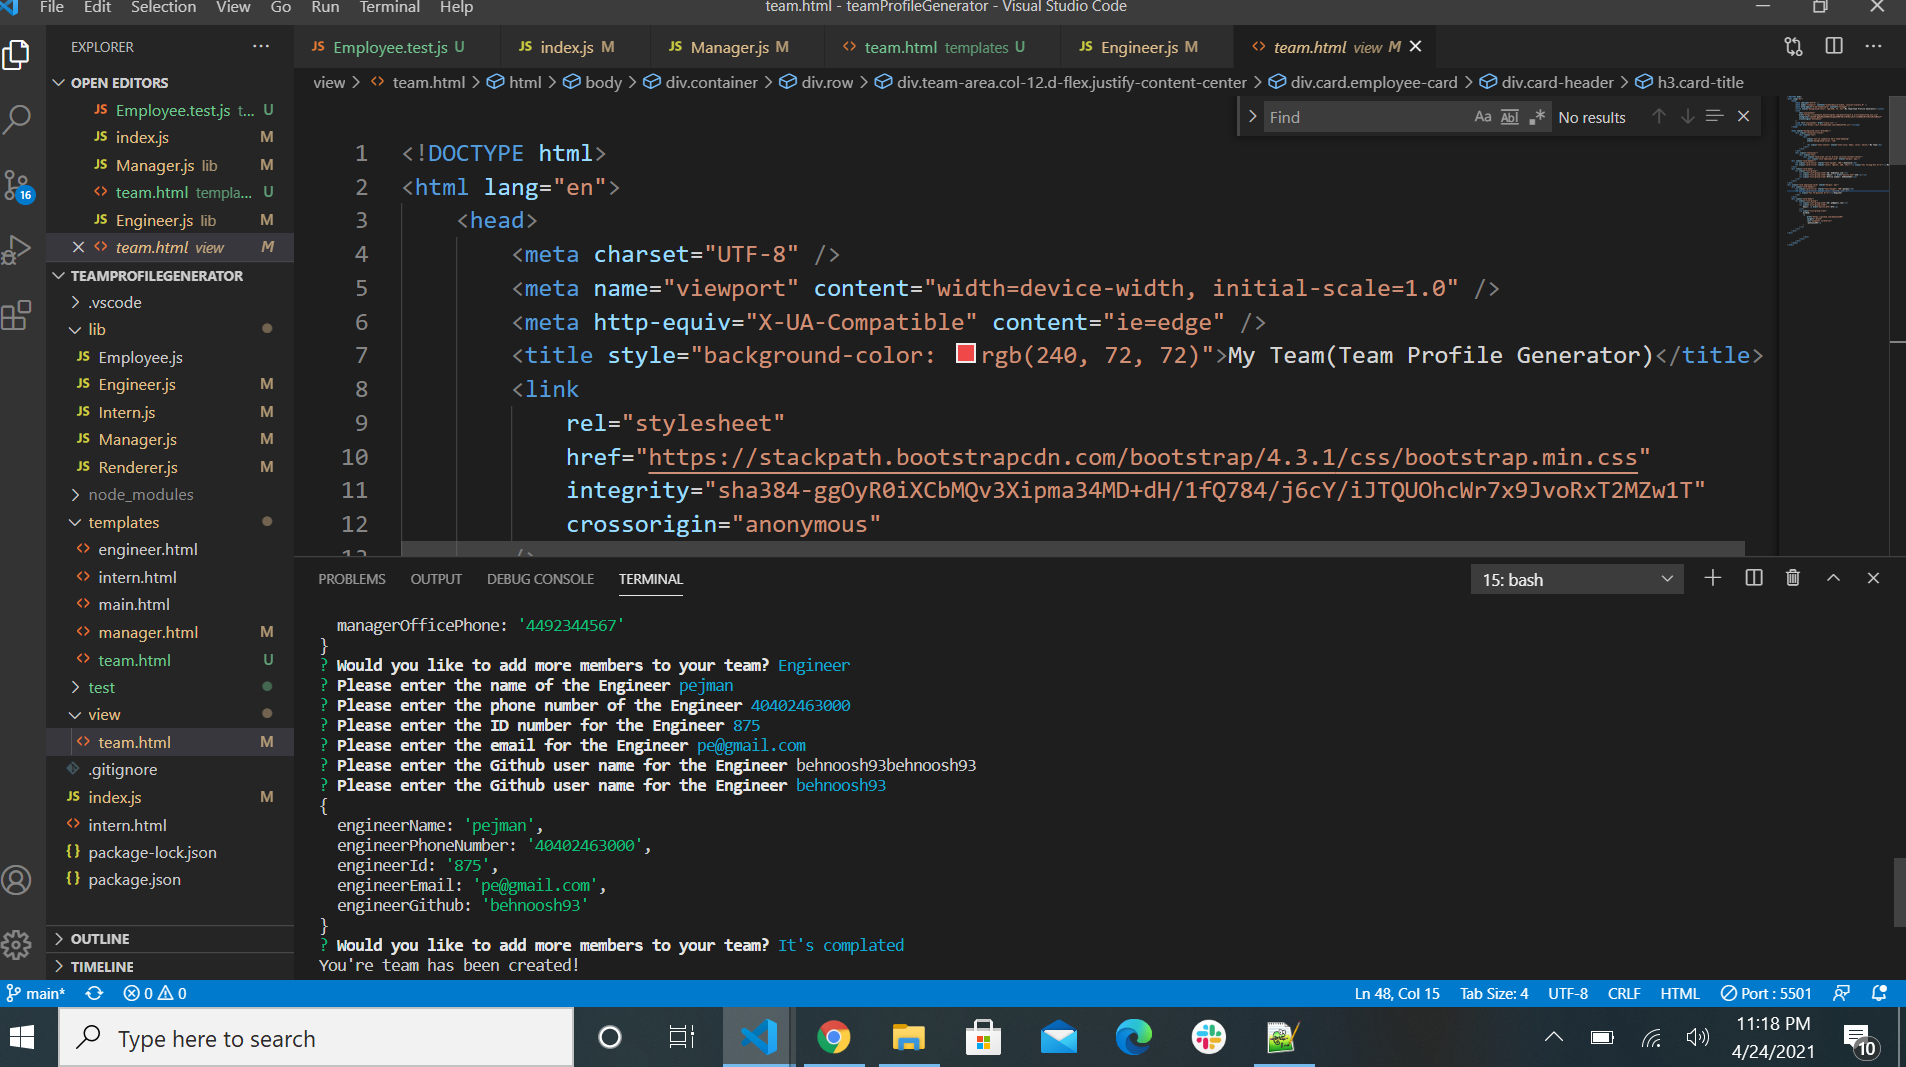 File Edit Selection View Go Run Terminal Help
team.html - teamProfileGenerator - Visual Studio Code
EXPLORER
JS Employee.test.js U
JS index.js M
JS Manager.js M
<> team.html templates U
JS Engineer.js M
<> team.html view M
view > <> team.html > html > body > div.container > div.row > div.team-area.col-12.d-flex.justify-content-center > div.card.employee-card > div.card-header > h3.card-title
Find
Aa Abl
No results
OPEN EDITORS
JS Employee.test.js t... U
JS index.js M
JS Manager.js lib M
<> team.html templa... U
JS Engineer.js lib M
<> team.html view M
16
TEAMPROFILEGENERATOR
.vscode
lib
JS Employee.js
JS Engineer.js M
JS Intern.js M
JS Manager.js M
JS Renderer.js M
node_modules
templates
<> engineer.html
<> intern.html
<> main.html
<> manager.html M
<> team.html U
test
view
<> team.html M
.gitignore
JS index.js M
<> intern.html
{} package-lock.json
{} package.json
OUTLINE
TIMELINE
1 <!DOCTYPE html>
2 <html lang="en">
3 <head>
4 <meta charset="UTF-8" />
5 <meta name="viewport" content="width=device-width, initial-scale=1.0" />
6 <meta http-equiv="X-UA-Compatible" content="ie=edge" />
7 <title style="background-color: rgb(240, 72, 72)">My Team(Team Profile Generator)</title>
8 <link
9 rel="stylesheet"
10 href="https://stackpath.bootstrapcdn.com/bootstrap/4.3.1/css/bootstrap.min.css"
11 integrity="sha384-ggOyR0iXCbMQv3Xipma34MD+dH/1fQ784/j6cY/iJTQUOhcWr7x9JvoRxT2MZw1T"
12 crossorigin="anonymous"
13 />
PROBLEMS OUTPUT DEBUG CONSOLE TERMINAL
15: bash
managerOfficePhone: '4492344567'
}
? Would you like to add more members to your team? Engineer
? Please enter the name of the Engineer pejman
? Please enter the phone number of the Engineer 40402463000
? Please enter the ID number for the Engineer 875
? Please enter the email for the Engineer pe@gmail.com
? Please enter the Github user name for the Engineer behnoosh93behnoosh93
? Please enter the Github user name for the Engineer behnoosh93
{
engineerName: 'pejman',
engineerPhoneNumber: '40402463000',
engineerId: '875',
engineerEmail: 'pe@gmail.com',
engineerGithub: 'behnoosh93'
}
? Would you like to add more members to your team? It's complated
You're team has been created!
main* 0 0
Ln 48, Col 15 Tab Size: 4 UTF-8 CRLF HTML Port : 5501
Type here to search
11:18 PM
4/24/2021
10